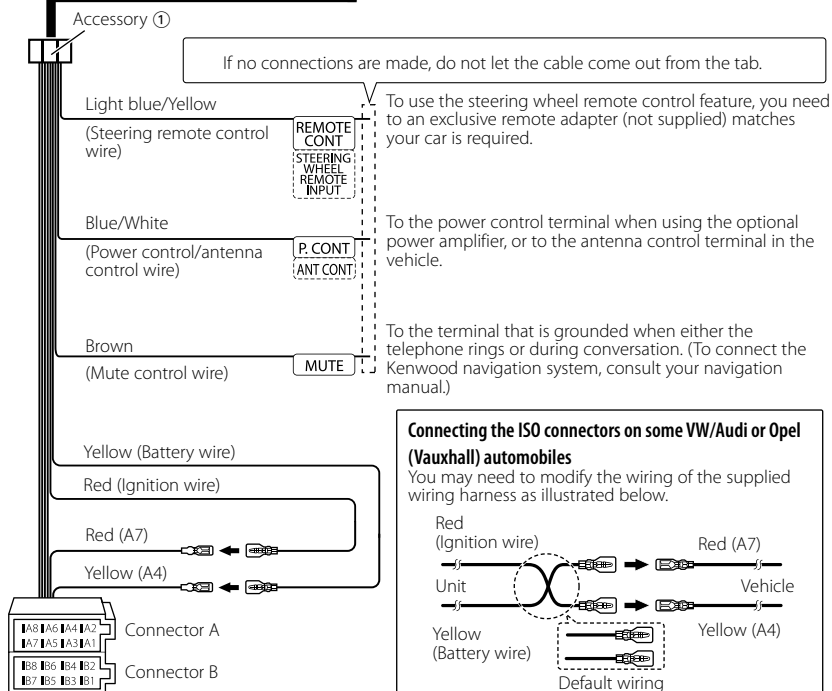 Accessory ①
If no connections are made, do not let the cable come out from the tab.
Light blue/Yellow
(Steering remote control
wire)
REMOTE
CONT
STEERING
WHEEL
REMOTE
INPUT
To use the steering wheel remote control feature, you need
to an exclusive remote adapter (not supplied) matches
your car is required.
Blue/White
(Power control/antenna
control wire)
P. CONT
ANT CONT
To the power control terminal when using the optional
power amplifier, or to the antenna control terminal in the
vehicle.
Brown
(Mute control wire)
MUTE
To the terminal that is grounded when either the
telephone rings or during conversation. (To connect the
Kenwood navigation system, consult your navigation
manual.)
Yellow (Battery wire)
Red (Ignition wire)
Red (A7)
Yellow (A4)
A8 A6 A4 A2
A7 A5 A3 A1
Connector A
B8 B6 B4 B2
B7 B5 B3 B1
Connector B
Connecting the ISO connectors on some VW/Audi or Opel
(Vauxhall) automobiles
You may need to modify the wiring of the supplied
wiring harness as illustrated below.
Red
(Ignition wire)
Red (A7)
Unit
Vehicle
Yellow
(Battery wire)
Yellow (A4)
Default wiring